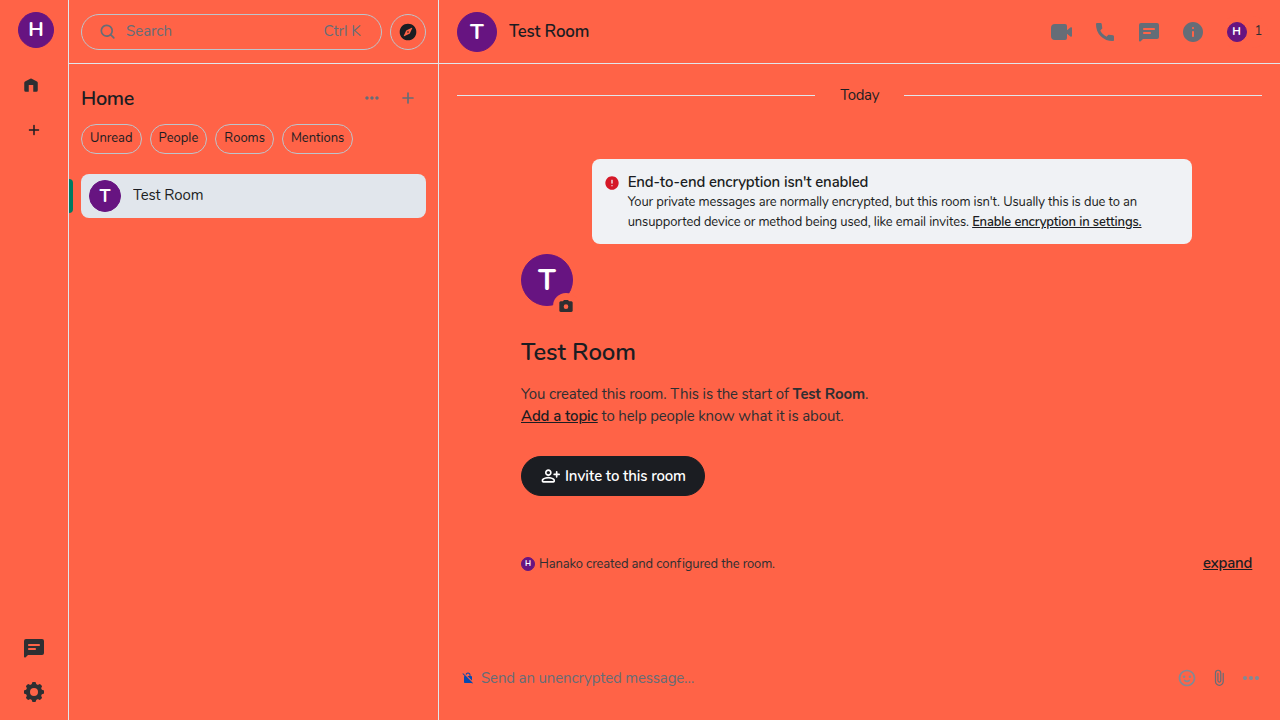 H
Search
Ctrl K
Home
Unread
People
Rooms
Mentions
T
Test Room
T
Test Room
H
1
Today
End-to-end encryption isn't enabled
Your private messages are normally encrypted, but this room isn't. Usually this is due to an
unsupported device or method being used, like email invites. Enable encryption in settings.
T
Test Room
You created this room. This is the start of Test Room.
Add a topic to help people know what it is about.
Invite to this room
H
Hanako created and configured the room.
expand
Send an unencrypted message...